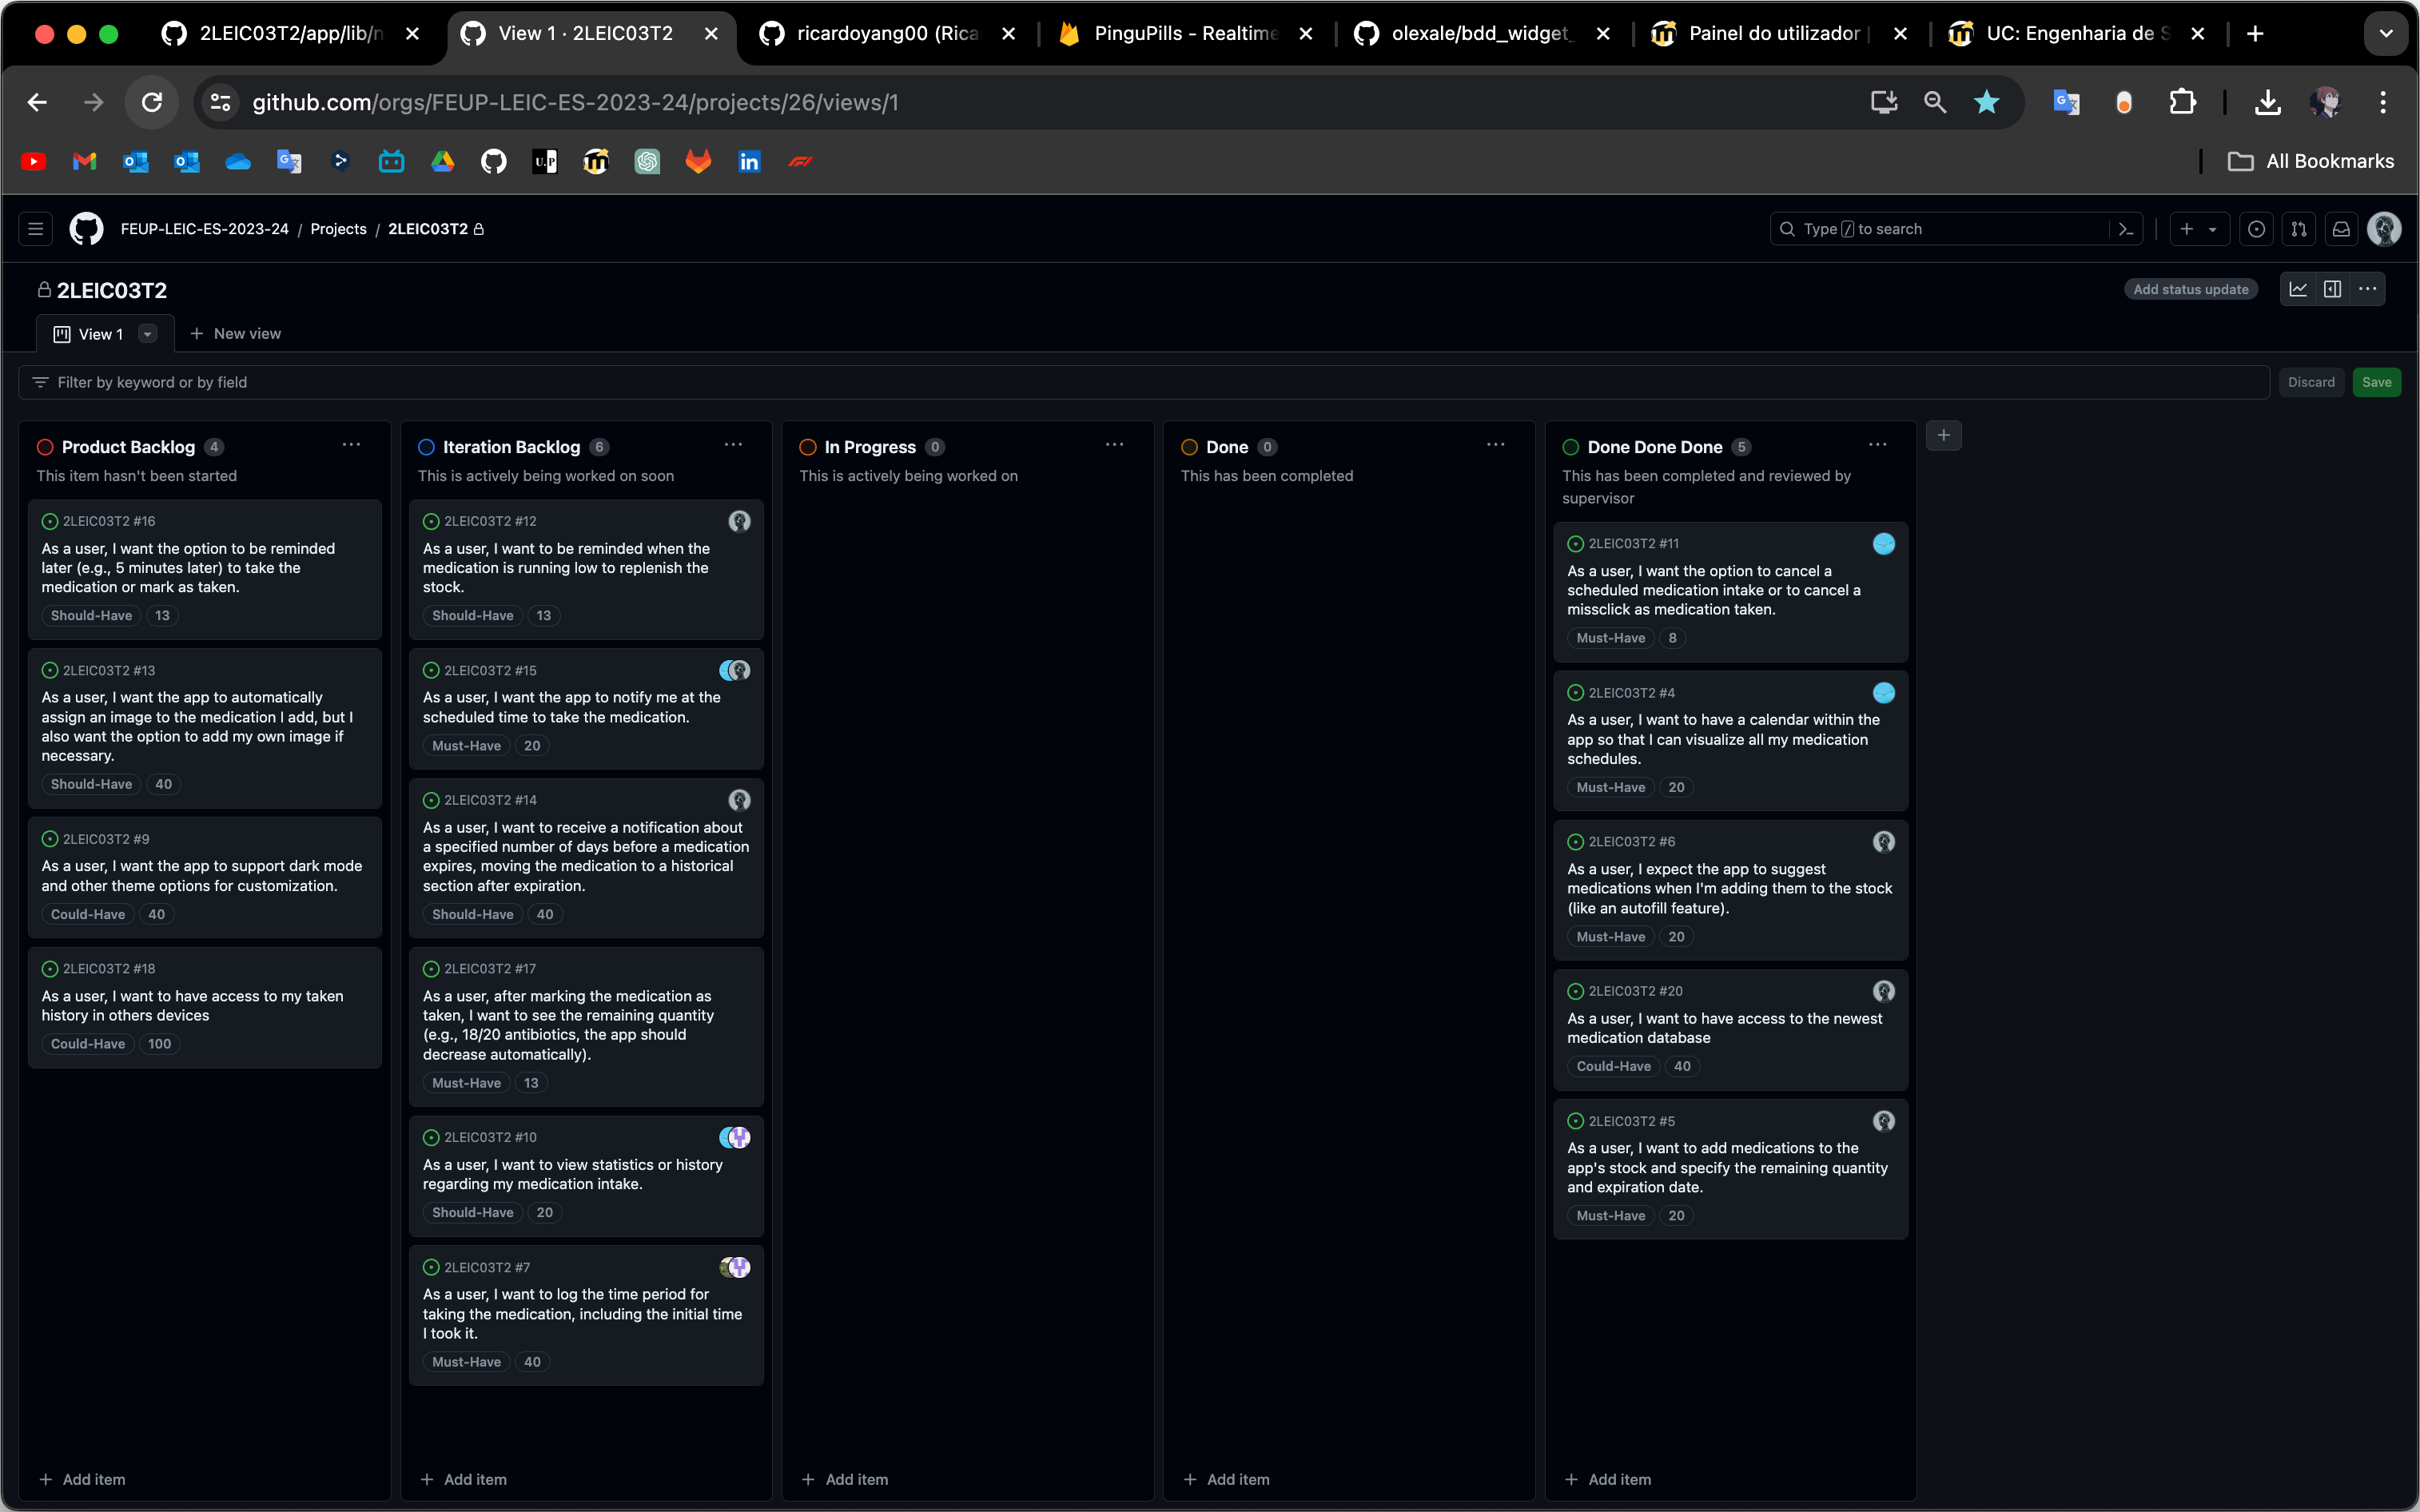 2LEIC03T2/app/lib/n
View 1 · 2LEIC03T2
ricardoyang00 (Rica
PinguPills - Realtime
olexale/bdd_widget_
Painel do utilizador |
UC: Engenharia de S
github.com/orgs/FEUP-LEIC-ES-2023-24/projects/26/views/1
U.P
All Bookmarks
FEUP-LEIC-ES-2023-24 / Projects / 2LEIC03T2
Type / to search
2LEIC03T2
Add status update
View 1
New view
Filter by keyword or by field
Discard
Save
Product Backlog 4
This item hasn't been started
2LEIC03T2 #16
As a user, I want the option to be reminded
later (e.g., 5 minutes later) to take the
medication or mark as taken.
Should-Have 13
2LEIC03T2 #13
As a user, I want the app to automatically
assign an image to the medication I add, but I
also want the option to add my own image if
necessary.
Should-Have 40
2LEIC03T2 #9
As a user, I want the app to support dark mode
and other theme options for customization.
Could-Have 40
2LEIC03T2 #18
As a user, I want to have access to my taken
history in others devices
Could-Have 100
Add item
Iteration Backlog 6
This is actively being worked on soon
2LEIC03T2 #12
As a user, I want to be reminded when the
medication is running low to replenish the
stock.
Should-Have 13
2LEIC03T2 #15
As a user, I want the app to notify me at the
scheduled time to take the medication.
Must-Have 20
2LEIC03T2 #14
As a user, I want to receive a notification about
a specified number of days before a medication
expires, moving the medication to a historical
section after expiration.
Should-Have 40
2LEIC03T2 #17
As a user, after marking the medication as
taken, I want to see the remaining quantity
(e.g., 18/20 antibiotics, the app should
decrease automatically).
Must-Have 13
2LEIC03T2 #10
As a user, I want to view statistics or history
regarding my medication intake.
Should-Have 20
2LEIC03T2 #7
As a user, I want to log the time period for
taking the medication, including the initial time
I took it.
Must-Have 40
Add item
In Progress 0
This is actively being worked on
Add item
Done 0
This has been completed
Add item
Done Done Done 5
This has been completed and reviewed by
supervisor
2LEIC03T2 #11
As a user, I want the option to cancel a
scheduled medication intake or to cancel a
missclick as medication taken.
Must-Have 8
2LEIC03T2 #4
As a user, I want to have a calendar within the
app so that I can visualize all my medication
schedules.
Must-Have 20
2LEIC03T2 #6
As a user, I expect the app to suggest
medications when I'm adding them to the stock
(like an autofill feature).
Must-Have 20
2LEIC03T2 #20
As a user, I want to have access to the newest
medication database
Could-Have 40
2LEIC03T2 #5
As a user, I want to add medications to the
app's stock and specify the remaining quantity
and expiration date.
Must-Have 20
Add item